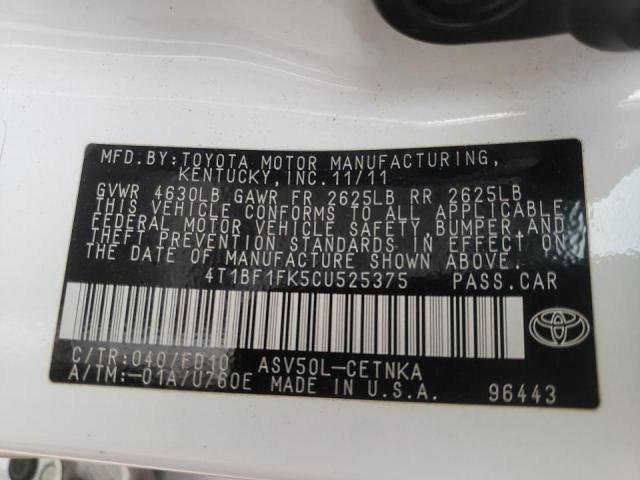 MFD.BY:TOYOTA MOTOR MANUFACTURING,
KENTUCKY, INC. 11/11
GVWR 4630LB GAWR FR 2625LB RR 2625LB
THIS VEHICLE CONFORMS TO ALL APPLICABLE
FEDERAL MOTOR VEHICLE SAFETY, BUMPER, AND
THEFT PREVENTION STANDARDS IN EFFECT ON
THE DATE OF MANUFACTURE SHOWN ABOVE.
4T1BF1FK5CU525375 PASS.CAR
C/TR:040/FD10 ASV50L-CETNKA
A/TM:-01A/U760E MADE IN U.S.A. 96443